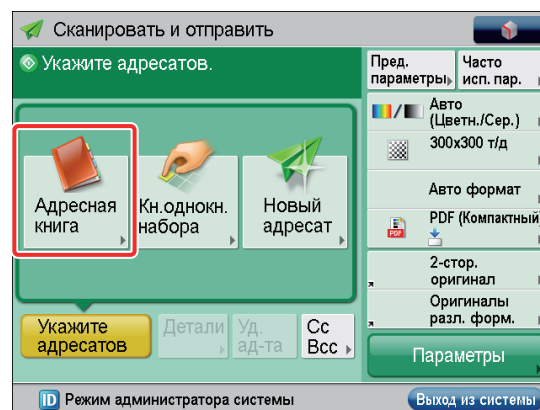 Сканировать и отправить
Укажите адресатов.
Пред.
параметры
Часто
исп. пар.
Авто
(Цветн./Сер.)
300x300 т/д
Авто формат
PDF (Компактный
PDF
2-стор.
оригинал
Оригиналы
разл. форм.
Параметры
Адресная
книга
Кн.однокн.
набора
Новый
адресат
Укажите
адресатов
Детали
Уд.
ад-та
Cc
Bcc
ID Режим администратора системы
Выход из системы